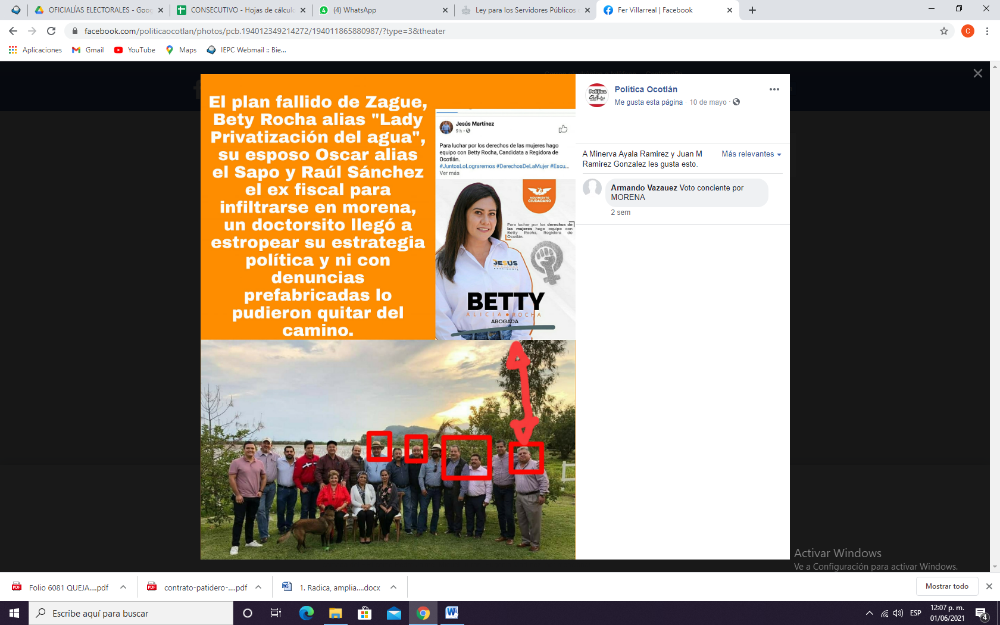 OFICIALÍAS ELECTORALES - Goog
CONSECUTIVO - Hojas de cálculo
(4) WhatsApp
Ley para los Servidores Públicos
Fer Villarreal | Facebook
facebook.com/politicaocotlan/photos/pcb.194012349214272/194011865880987/?type=3&theater
C
Aplicaciones
Gmail
YouTube
Maps
IEPC Webmail :: Bie...
El plan fallido de Zague,
Bety Rocha alias "Lady
Privatización del agua",
su esposo Oscar alias
el Sapo y Raúl Sánchez
el ex fiscal para
infiltrarse en morena,
un doctorsito llegó a
estropear su estrategia
política y ni con
denuncias
prefabricadas lo
pudieron quitar del
camino.
Jesús Martínez
9 h
Para luchar por los derechos de las mujeres hago
equipo con Betty Rocha, Candidata a Regidora de
Ocotlán.
#JuntosLoLograremos #DerechosDeLaMujer #Escu...
Ver más
MOVIMIENTO
CIUDADANO
Para luchar por los derechos de
las mujeres hago equipo con
Betty Rocha, Regidora de
Ocotlán.
JESÚS
PRESIDENTE
BETTY
ALICIA ROCHA
ABOGADA
Política Ocotlán
Me gusta esta página · 10 de mayo ·
A Minerva Ayala Ramirez y Juan M
Ramirez Gonzalez les gusta esto.
Más relevantes
Armando Vazauez Voto conciente por
MORENA
2 sem
Activar Windows
Ve a Configuración para activar Windows.
Folio 6081 QUEJA....pdf
contrato-patidero-....pdf
1. Radica, amplia....docx
Mostrar todo
Escribe aquí para buscar
ESP
12:07 p. m.
01/06/2021
4